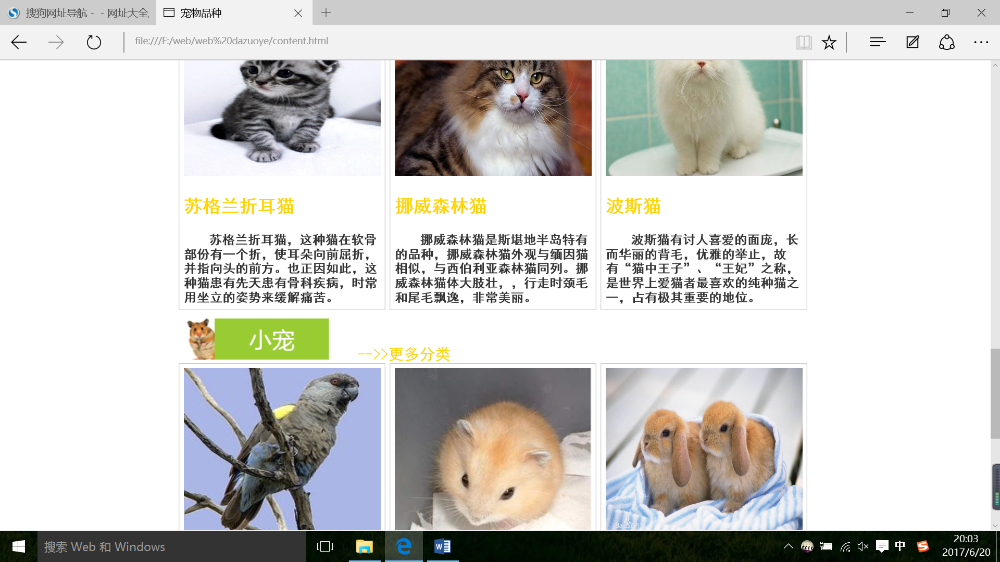 搜狗网址导航 - - 网址大全
宠物品种
file:///F:/web/web%20dazuoye/content.html
苏格兰折耳猫
苏格兰折耳猫，这种猫在软骨
部份有一个折，使耳朵向前屈折，
并指向头的前方。也正因如此，这
种猫患有先天患有骨科疾病，时常
用坐立的姿势来缓解痛苦。
挪威森林猫
挪威森林猫是斯堪地半岛特有
的品种，挪威森林猫外观与缅因猫
相似，与西伯利亚森林猫同列。挪
威森林猫体大肢壮，，行走时颈毛
和尾毛飘逸，非常美丽。
波斯猫
波斯猫有讨人喜爱的面庞，长
而华丽的背毛，优雅的举止，故
有“猫中王子”、“王妃”之称，
是世界上爱猫者最喜欢的纯种猫之
一，占有极其重要的地位。
小宠
-->>更多分类
搜索 Web 和 Windows
中
20:03
2017/6/20